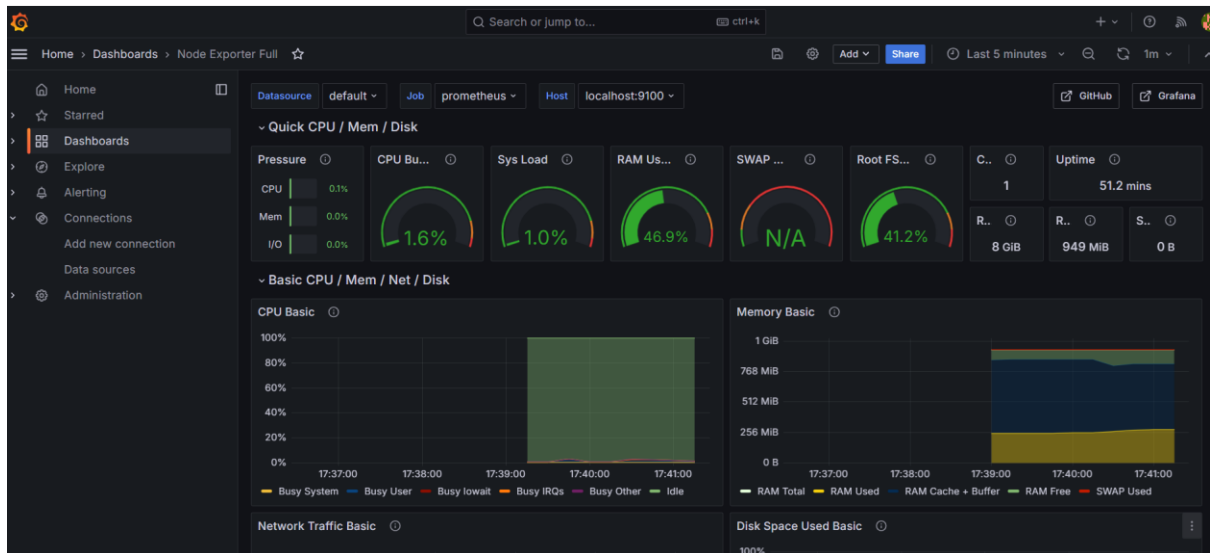 Search or jump to...
ctrl+k
Home › Dashboards › Node Exporter Full
Add
Share
Last 5 minutes
1m
Home
Starred
Dashboards
Explore
Alerting
Connections
Add new connection
Data sources
Administration
Datasource default
Job prometheus
Host localhost:9100
GitHub
Grafana
Quick CPU / Mem / Disk
Pressure
CPU 0.1%
Mem 0.0%
I/O 0.0%
CPU Bu...
1.6%
Sys Load
1.0%
RAM Us...
46.9%
SWAP ...
N/A
Root FS...
41.2%
C..
1
Uptime
51.2 mins
R..
8 GiB
R..
949 MiB
S..
0 B
Basic CPU / Mem / Net / Disk
CPU Basic
100%
80%
60%
40%
20%
0%
17:37:00 17:38:00 17:39:00 17:40:00 17:41:00
Busy System Busy User Busy Iowait Busy IRQs Busy Other Idle
Memory Basic
1 GiB
768 MiB
512 MiB
256 MiB
0 B
17:37:00 17:38:00 17:39:00 17:40:00 17:41:00
RAM Total RAM Used RAM Cache + Buffer RAM Free SWAP Used
Network Traffic Basic
Disk Space Used Basic
100%